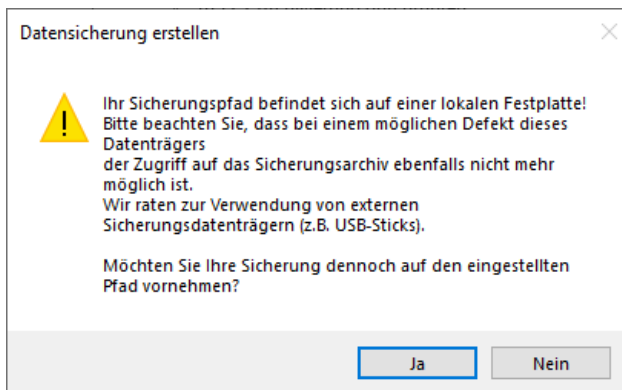 Datensicherung erstellen
Ihr Sicherungspfad befindet sich auf einer lokalen Festplatte!
Bitte beachten Sie, dass bei einem möglichen Defekt dieses
Datenträgers
der Zugriff auf das Sicherungsarchiv ebenfalls nicht mehr
möglich ist.
Wir raten zur Verwendung von externen
Sicherungsdatenträgern (z.B. USB-Sticks).
Möchten Sie Ihre Sicherung dennoch auf den eingestellten
Pfad vornehmen?
Ja
Nein